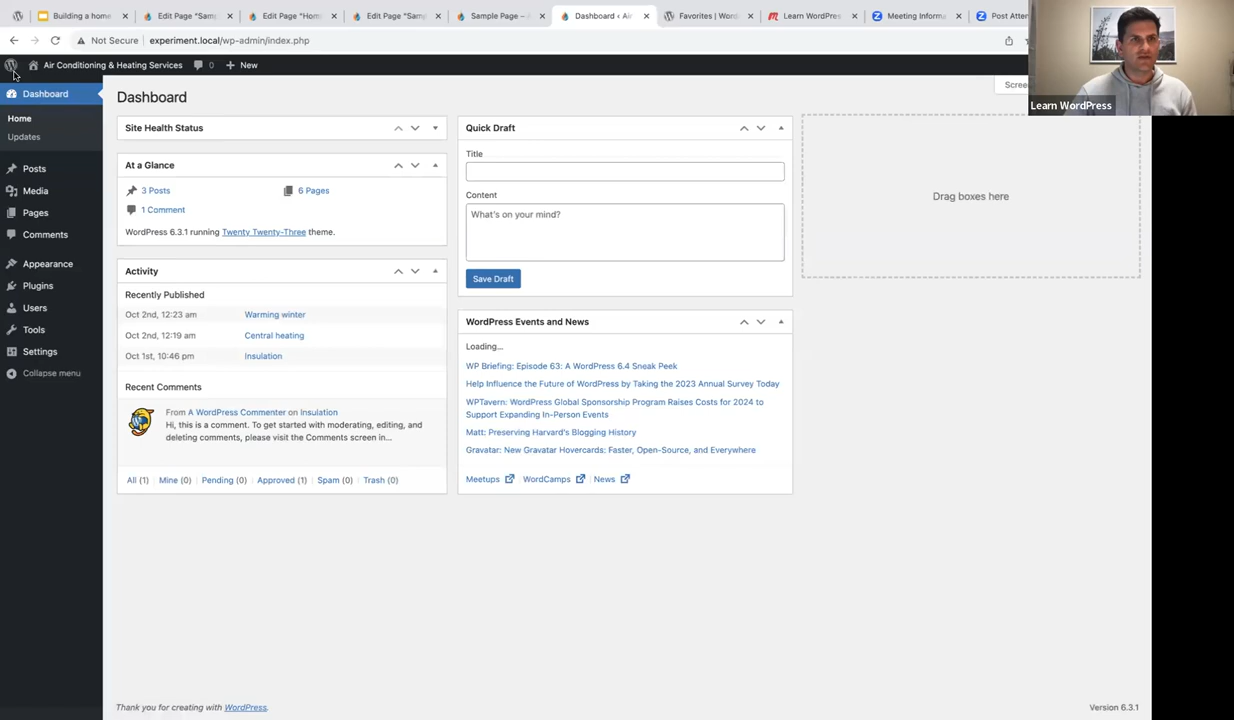 Building a home
Edit Page "Samp
Edit Page "Hom
Edit Page "Samp
Sample Page –
Dashboard ‹ Air
Favorites | Word
Learn WordPres
Meeting Informa
Post Atten
Not Secure
experiment.local/wp-admin/index.php
Air Conditioning & Heating Services
0
New
Learn WordPress
Dashboard
Home
Updates
Posts
Media
Pages
Comments
Appearance
Plugins
Users
Tools
Settings
Collapse menu
Dashboard
Scree
Site Health Status
At a Glance
3 Posts
6 Pages
1 Comment
WordPress 6.3.1 running Twenty Twenty-Three theme.
Activity
Recently Published
Oct 2nd, 12:23 am Warming winter
Oct 2nd, 12:19 am Central heating
Oct 1st, 10:46 pm Insulation
Recent Comments
From A WordPress Commenter on Insulation
Hi, this is a comment. To get started with moderating, editing, and
deleting comments, please visit the Comments screen in...
All (1) Mine (0) Pending (0) Approved (1) Spam (0) Trash (0)
Quick Draft
Title
Content
What's on your mind?
Save Draft
WordPress Events and News
Loading...
WP Briefing: Episode 63: A WordPress 6.4 Sneak Peek
Help Influence the Future of WordPress by Taking the 2023 Annual Survey Today
WPTavern: WordPress Global Sponsorship Program Raises Costs for 2024 to
Support Expanding In-Person Events
Matt: Preserving Harvard's Blogging History
Gravatar: New Gravatar Hovercards: Faster, Open-Source, and Everywhere
Meetups WordCamps News
Drag boxes here
Thank you for creating with WordPress.
Version 6.3.1